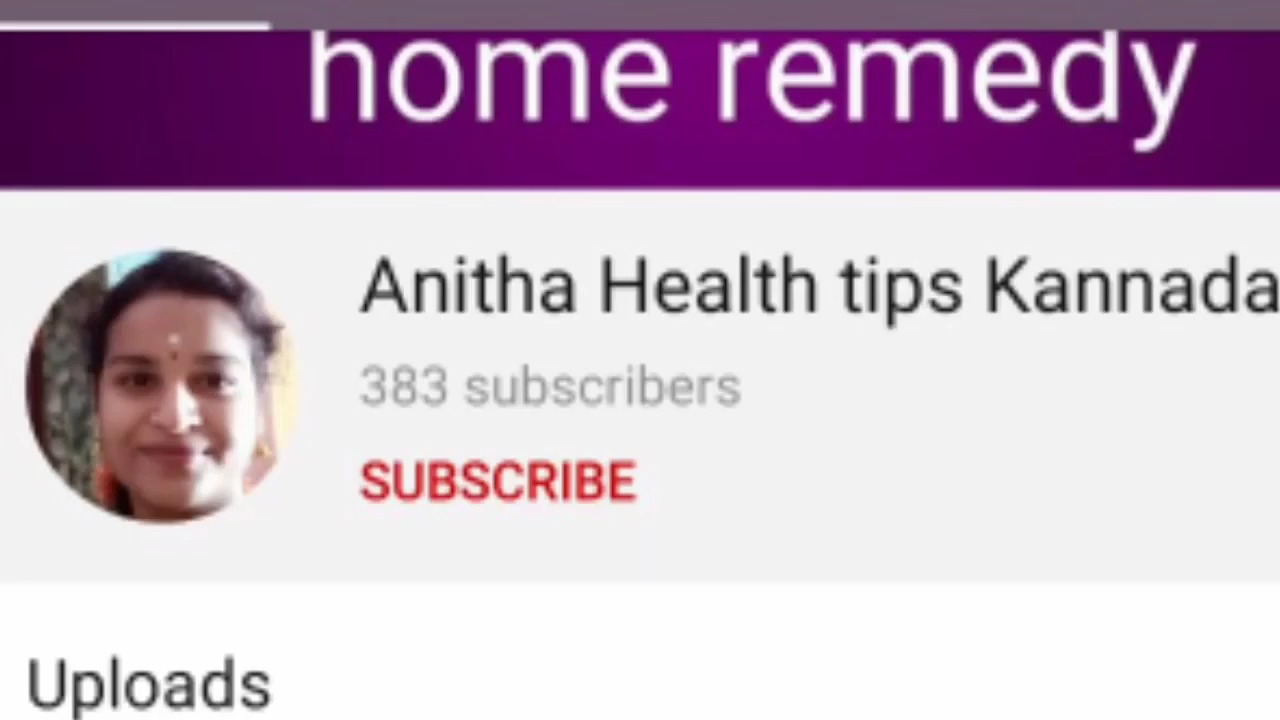 home remedy
Anitha Health tips Kannada
383 subscribers
SUBSCRIBE
Uploads